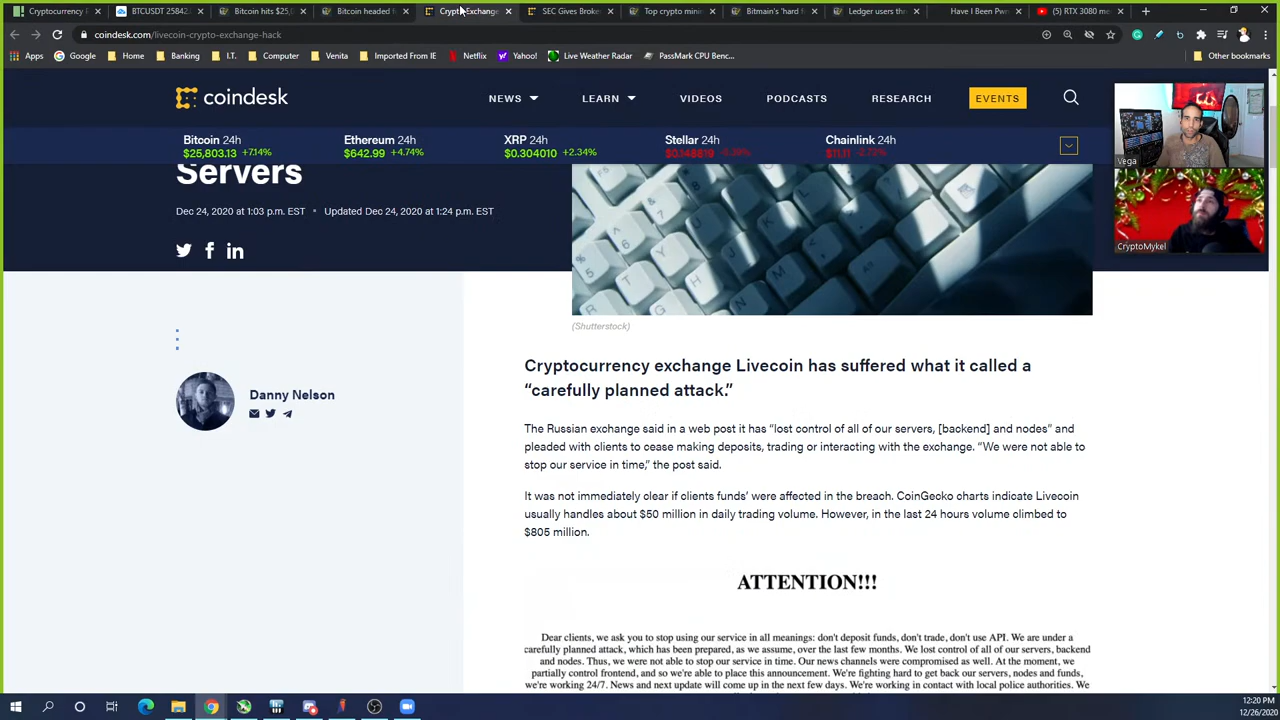 Cryptocurrency P
BTCUSDT 25842.
Bitcoin hits $25,
Bitcoin headed f
Crypto Exchange
SEC Gives Broke
Top crypto minin
Bitmain's 'hard f
Ledger users thr
Have I Been Pwn
(5) RTX 3080 mo
coindesk.com/livecoin-crypto-exchange-hack
Apps Google Home Banking I.T. Computer Venita Imported From IE Netflix Yahoo! Live Weather Radar PassMark CPU Benc... Other bookmarks
coindesk NEWS LEARN VIDEOS PODCASTS RESEARCH EVENTS
Bitcoin 24h Ethereum 24h XRP 24h Stellar 24h Chainlink 24h
$25,803.13 +7.14% $642.99 +4.74% $0.304010 +2.34% $11.11 -2.72%
Vega
CryptoMykel
Servers
Dec 24, 2020 at 1:03 p.m. EST • Updated Dec 24, 2020 at 1:24 p.m. EST
(Shutterstock)
Danny Nelson
Cryptocurrency exchange Livecoin has suffered what it called a
“carefully planned attack.”
The Russian exchange said in a web post it has “lost control of all of our servers, [backend] and nodes” and
pleaded with clients to cease making deposits, trading or interacting with the exchange. “We were not able to
stop our service in time,” the post said.
It was not immediately clear if clients funds’ were affected in the breach. CoinGecko charts indicate Livecoin
usually handles about $50 million in daily trading volume. However, in the last 24 hours volume climbed to
$805 million.
ATTENTION!!!
Dear clients, we ask you to stop using our service in all meanings: don't deposit funds, don't trade, don't use API. We are under a
carefully planned attack, which has been prepared, as we assume, over the last few months. We lost control of all of our servers, backend
and nodes. Thus, we were not able to stop our service in time. Our news channels were compromised as well. At the moment, we
partially control frontend, and so we're able to place this announcement. We're fighting hard to get back our servers, nodes and funds,
we're working 24/7. News and next update will come up in the next few days. We're working in contact with local police authorities. We
12:20 PM
12/26/2020